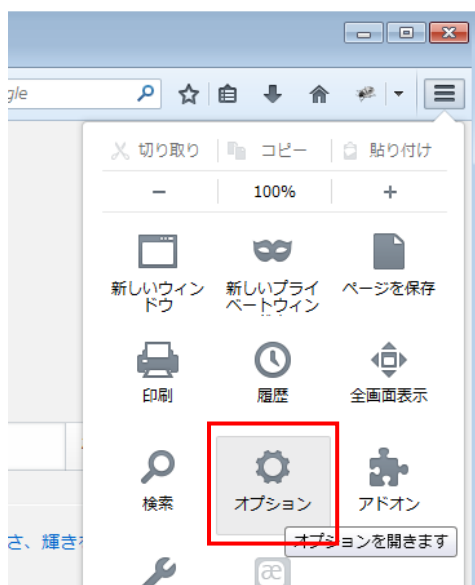 gle
切り取り
コピー
貼り付け
−
100%
+
新しいウィン
ドウ
新しいプライ
ベートウィン
ページを保存
印刷
履歴
全画面表示
検索
オプション
アドオン
オプションを開きます
さ、輝き
æ